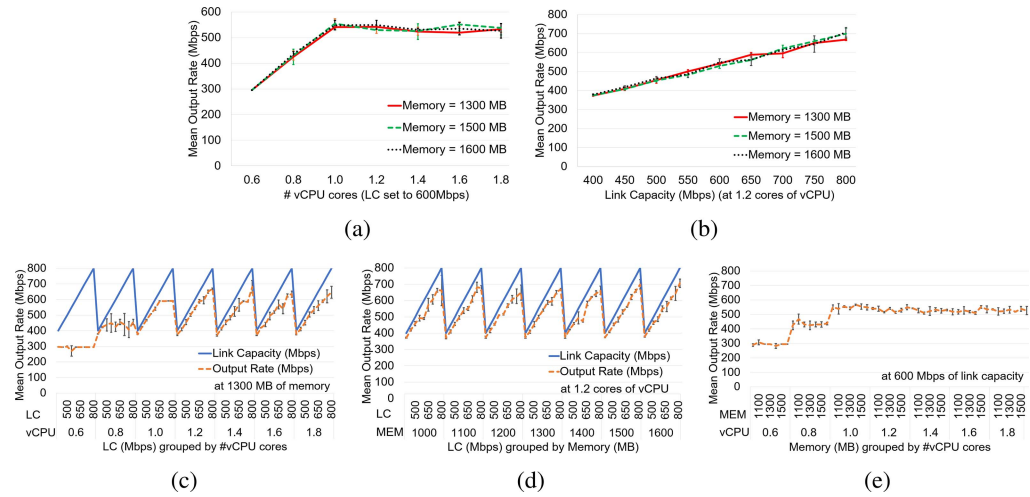 Mean Output Rate (Mbps)
600
500
400
300
200
100
0
Memory = 1300 MB
Memory = 1500 MB
Memory = 1600 MB
0.6 0.8 1.0 1.2 1.4 1.6 1.8
# vCPU cores (LC set to 600Mbps)
(a)
Mean Output Rate (Mbps)
800
700
600
500
400
300
200
100
0
Memory = 1300 MB
Memory = 1500 MB
Memory = 1600 MB
400 450 500 550 600 650 700 750 800
Link Capacity (Mbps) (at 1.2 cores of vCPU)
(b)
Mean Output Rate (Mbps)
800
700
600
500
400
300
200
100
0
Link Capacity (Mbps)
Output Rate (Mbps)
at 1300 MB of memory
LC 500 650 800 500 650 800 500 650 800 500 650 800 500 650 800 500 650 800 500 650 800
vCPU 0.6 0.8 1.0 1.2 1.4 1.6 1.8
LC (Mbps) grouped by #vCPU cores
(c)
Mean Output Rate (Mbps)
800
700
600
500
400
300
200
100
0
Link Capacity (Mbps)
Output Rate (Mbps)
at 1.2 cores of vCPU
LC 500 650 800 500 650 800 500 650 800 500 650 800 500 650 800 500 650 800 500 650 800
MEM 1000 1100 1200 1300 1400 1500 1600
LC (Mbps) grouped by Memory (MB)
(d)
Mean Output Rate (Mbps)
800
700
600
500
400
300
200
100
0
at 600 Mbps of link capacity
MEM 1100 1300 1500 1100 1300 1500 1100 1300 1500 1100 1300 1500 1100 1300 1500 1100 1300 1500 1100 1300 1500
vCPU 0.6 0.8 1.0 1.2 1.4 1.6 1.8
Memory (MB) grouped by #vCPU cores
(e)